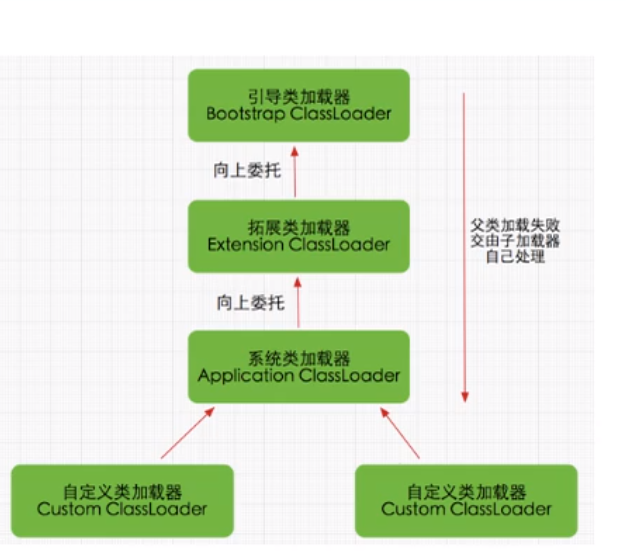 引导类加载器
Bootstrap ClassLoader
向上委托
拓展类加载器
Extension ClassLoader
父类加载失败
交由子加载器
自己处理
向上委托
系统类加载器
Application ClassLoader
自定义类加载器
Custom ClassLoader
自定义类加载器
Custom ClassLoader